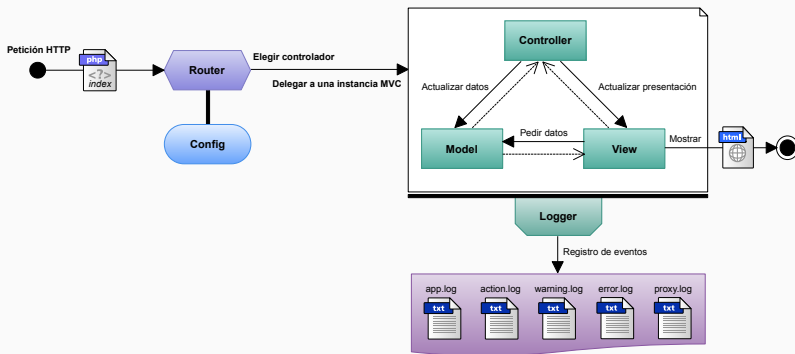 Petición HTTP
php
<?>
index
Router
Config
Elegir controlador
Delegar a una instancia MVC
Controller
Actualizar datos
Actualizar presentación
Pedir datos
Model
View
Mostrar
html
Logger
Registro de eventos
app.log
action.log
warning.log
error.log
proxy.log
txt
txt
txt
txt
txt